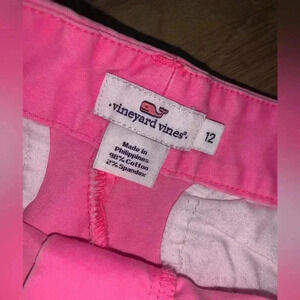 vineyard vines®
12
Made in
Philippines
98% Cotton
2% Spandex